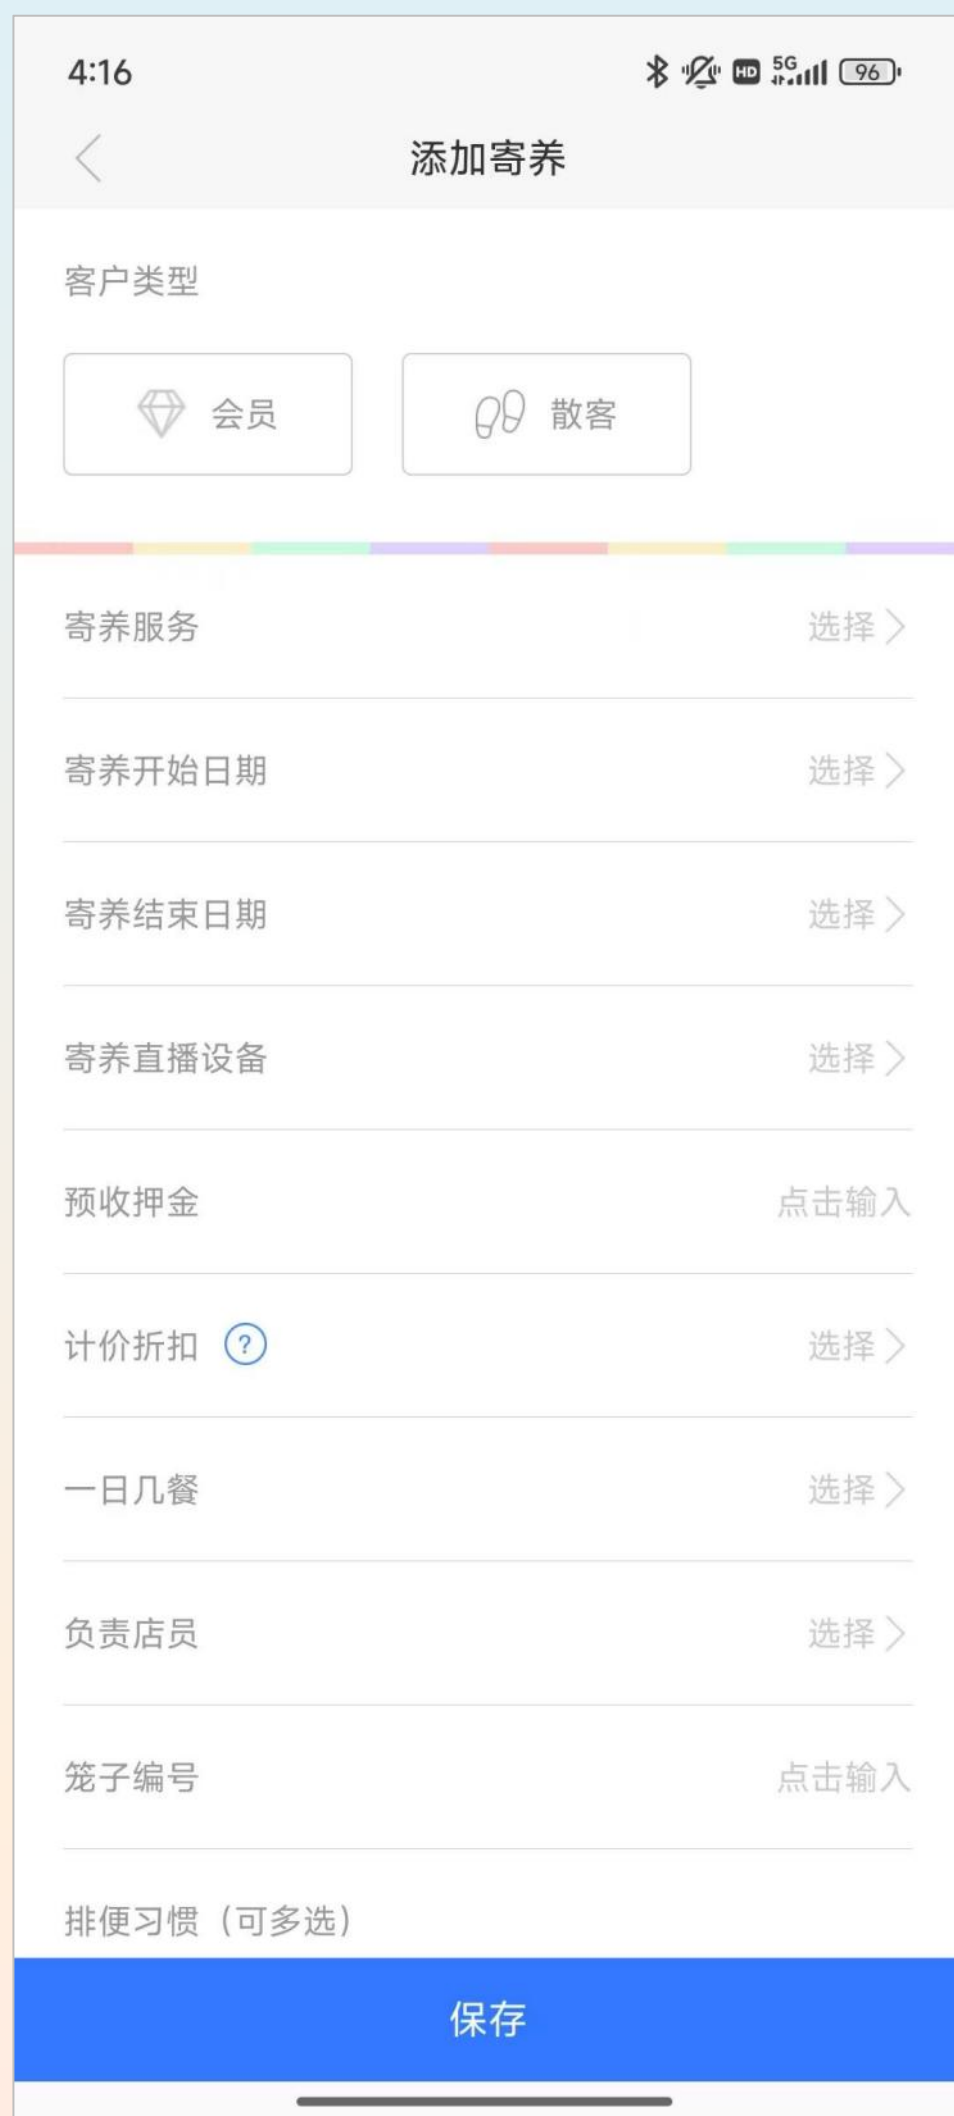 4:16 HD 5G 96
添加寄养
客户类型
会员 散客
寄养服务 选择
寄养开始日期 选择
寄养结束日期 选择
寄养直播设备 选择
预收押金 点击输入
计价折扣 ? 选择
一日几餐 选择
负责店员 选择
笼子编号 点击输入
排便习惯（可多选）
保存